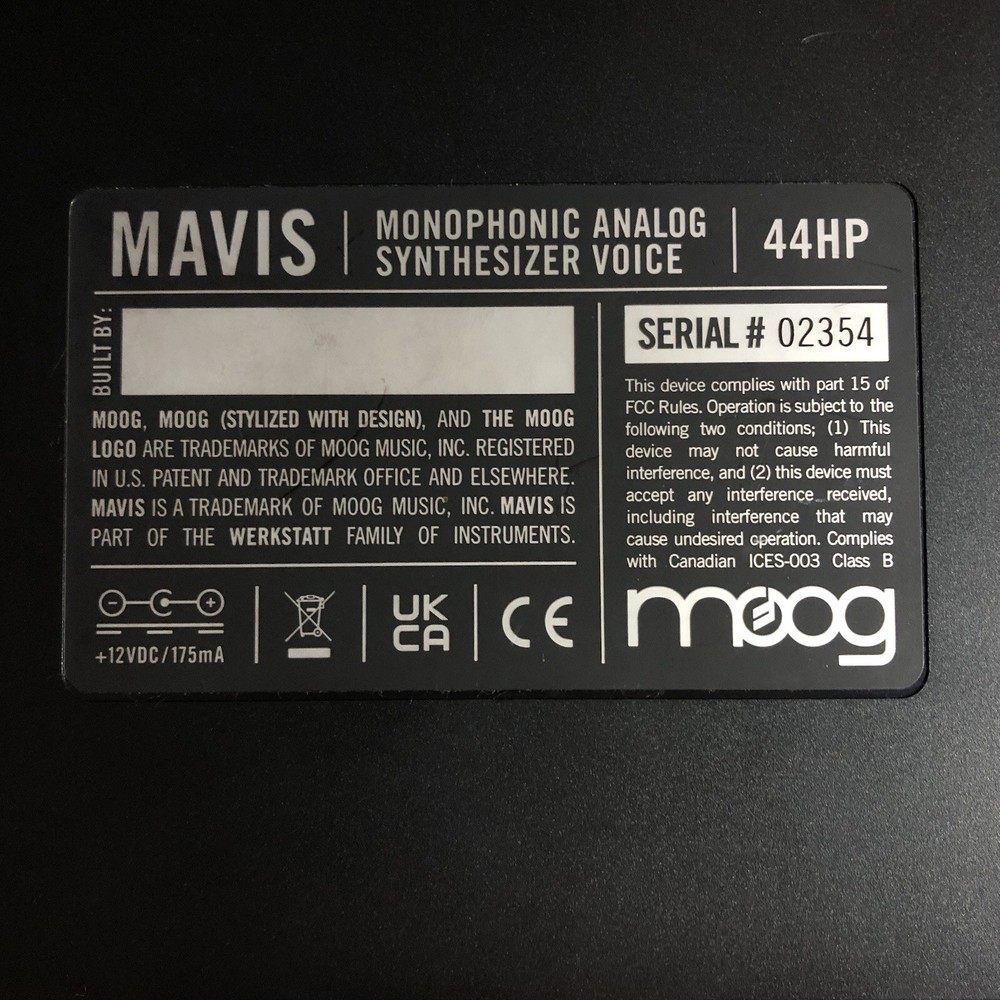 MAVIS
MONOPHONIC ANALOG
SYNTHESIZER VOICE
44HP
BUILT BY:
MOOG, MOOG (STYLIZED WITH DESIGN), AND THE MOOG
LOGO ARE TRADEMARKS OF MOOG MUSIC, INC. REGISTERED
IN U.S. PATENT AND TRADEMARK OFFICE AND ELSEWHERE.
MAVIS IS A TRADEMARK OF MOOG MUSIC, INC. MAVIS IS
PART OF THE WERKSTATT FAMILY OF INSTRUMENTS.
+12VDC/175mA
UK
CA
CE
SERIAL # 02354
This device complies with part 15 of
FCC Rules. Operation is subject to the
following two conditions; (1) This
device may not cause harmful
interference, and (2) this device must
accept any interference received,
including interference that may
cause undesired operation. Complies
with Canadian ICES-003 Class B
moog